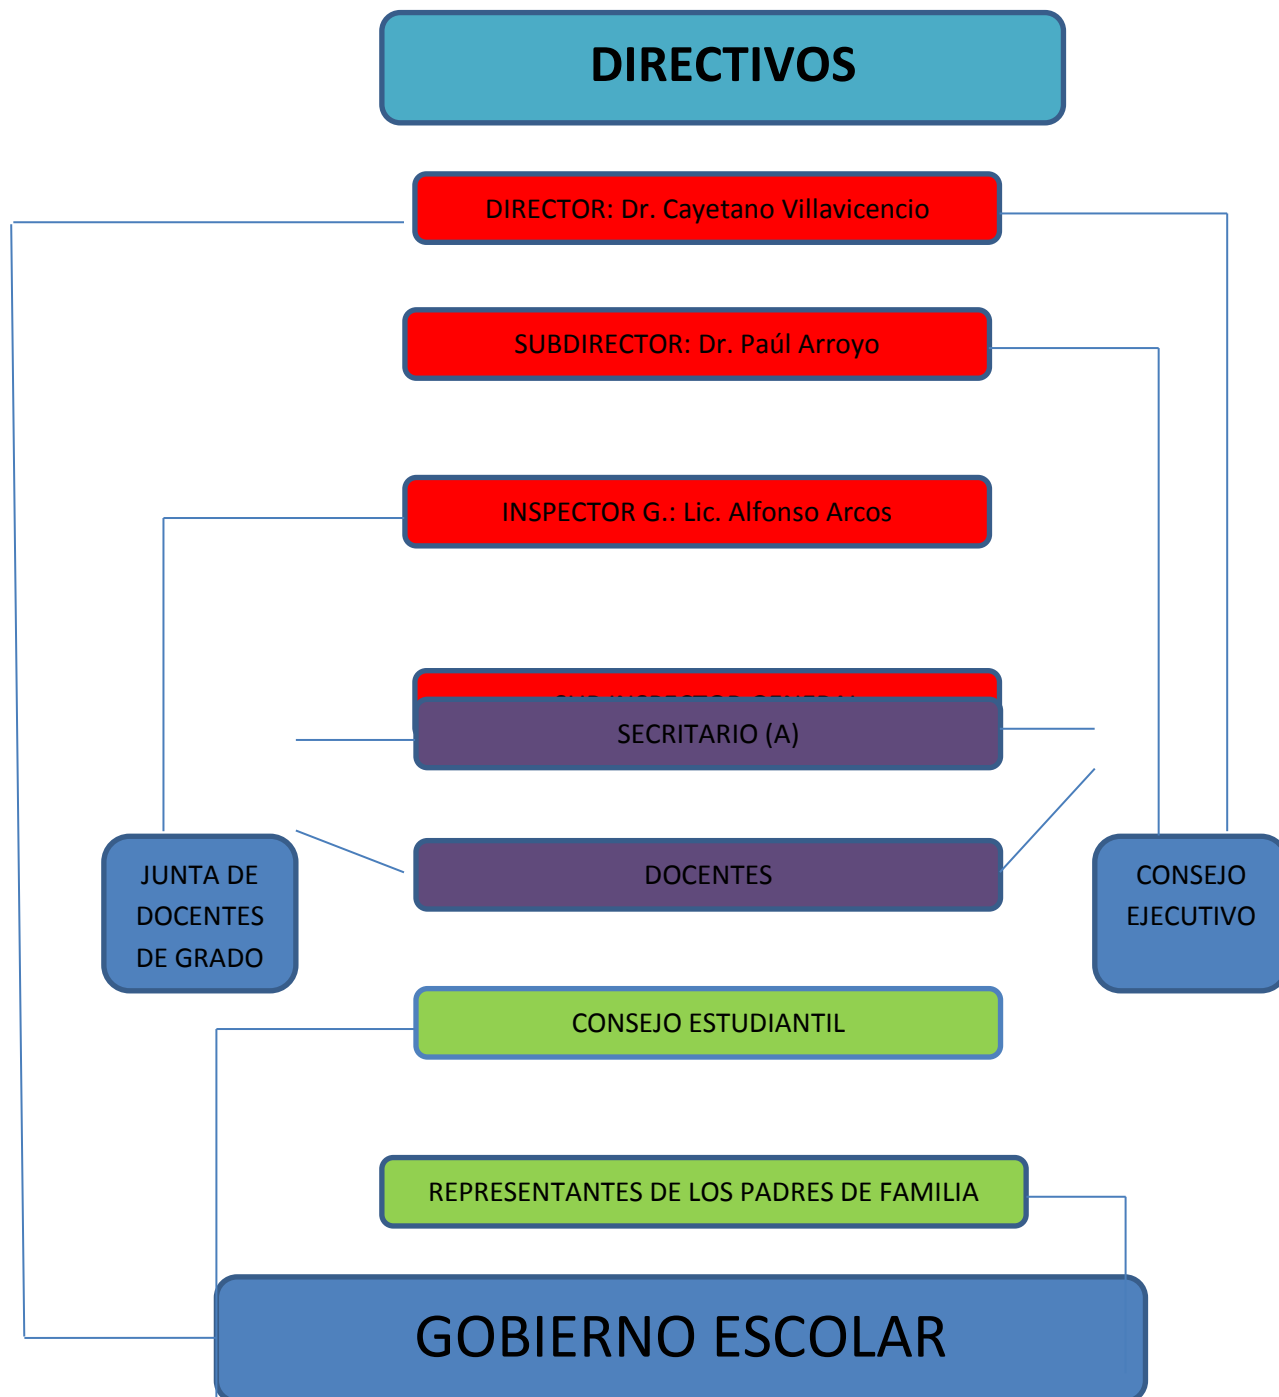 DIRECTIVOS
DIRECTOR: Dr. Cayetano Villavicencio
SUBDIRECTOR: Dr. Paúl Arroyo
INSPECTOR G.: Lic. Alfonso Arcos
SECRITARIO (A)
DOCENTES
JUNTA DE
DOCENTES
DE GRADO
CONSEJO
EJECUTIVO
CONSEJO ESTUDIANTIL
REPRESENTANTES DE LOS PADRES DE FAMILIA
GOBIERNO ESCOLAR